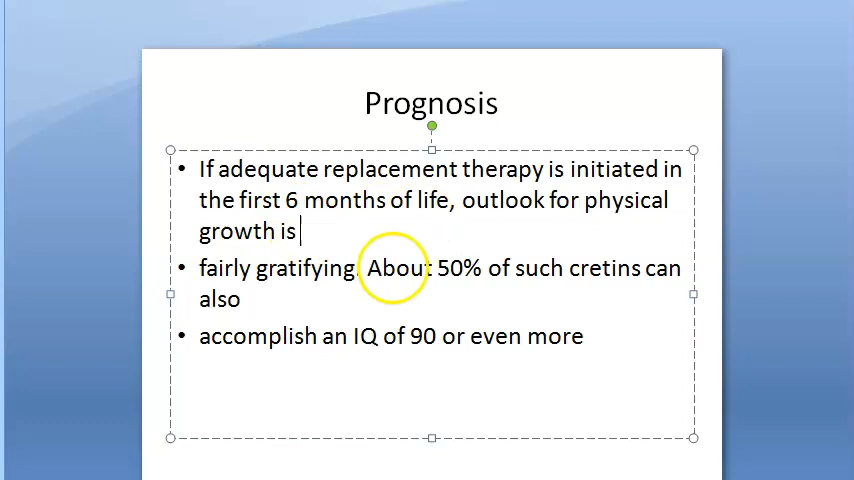 Prognosis
• If adequate replacement therapy is initiated in
the first 6 months of life, outlook for physical
growth is
• fairly gratifying. About 50% of such cretins can
also
• accomplish an IQ of 90 or even more